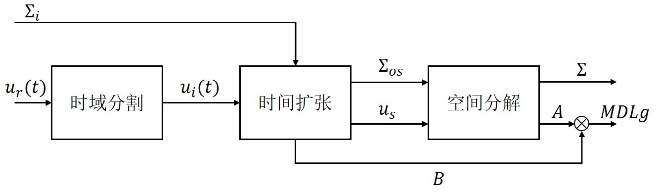 Σ_i
u_r(t)
时域分割
u_i(t)
时间扩张
Σ_os
u_s
空间分解
Σ
A
MDLg
B